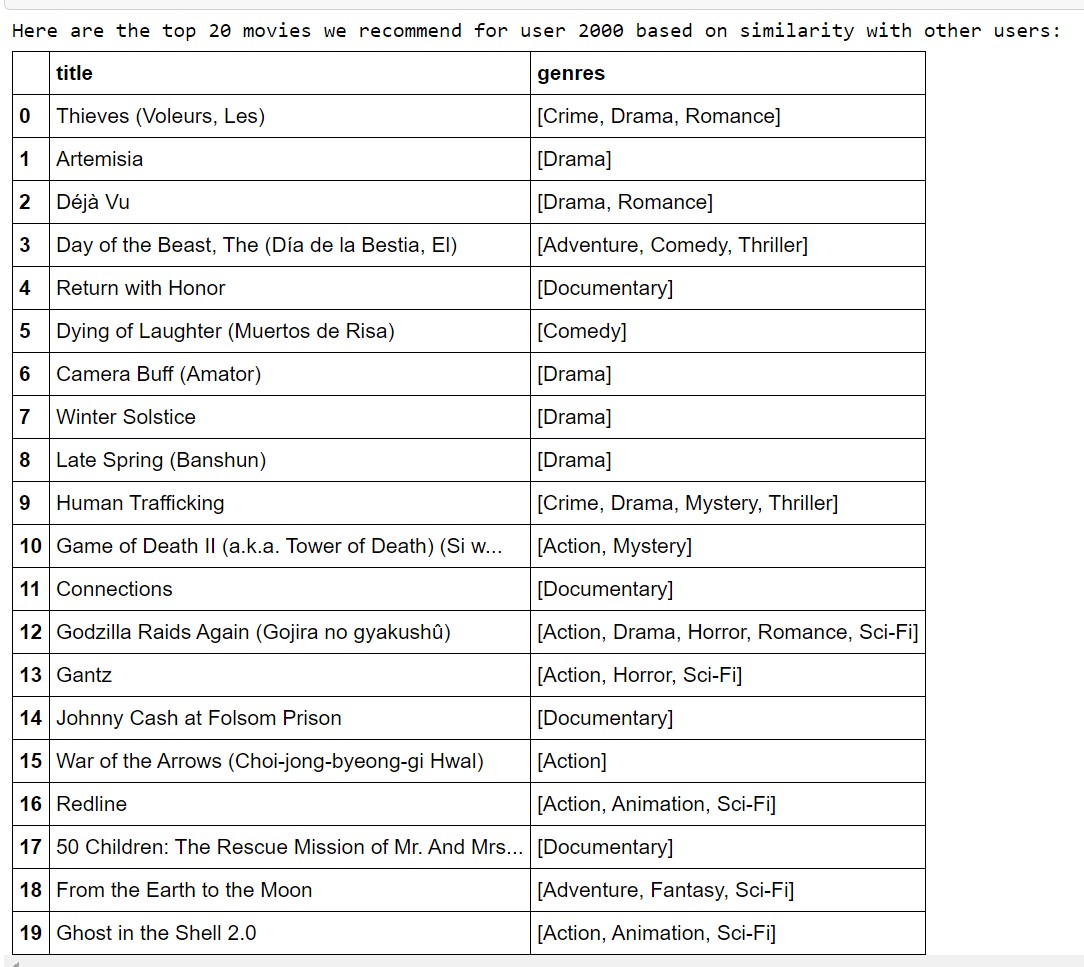 Here are the top 20 movies we recommend for user 2000 based on similarity with other users:
title genres
0 Thieves (Voleurs, Les) [Crime, Drama, Romance]
1 Artemisia [Drama]
2 Déjà Vu [Drama, Romance]
3 Day of the Beast, The (Día de la Bestia, El) [Adventure, Comedy, Thriller]
4 Return with Honor [Documentary]
5 Dying of Laughter (Muertos de Risa) [Comedy]
6 Camera Buff (Amator) [Drama]
7 Winter Solstice [Drama]
8 Late Spring (Banshun) [Drama]
9 Human Trafficking [Crime, Drama, Mystery, Thriller]
10 Game of Death II (a.k.a. Tower of Death) (Si w... [Action, Mystery]
11 Connections [Documentary]
12 Godzilla Raids Again (Gojira no gyakushû) [Action, Drama, Horror, Romance, Sci-Fi]
13 Gantz [Action, Horror, Sci-Fi]
14 Johnny Cash at Folsom Prison [Documentary]
15 War of the Arrows (Choi-jong-byeong-gi Hwal) [Action]
16 Redline [Action, Animation, Sci-Fi]
17 50 Children: The Rescue Mission of Mr. And Mrs... [Documentary]
18 From the Earth to the Moon [Adventure, Fantasy, Sci-Fi]
19 Ghost in the Shell 2.0 [Action, Animation, Sci-Fi]